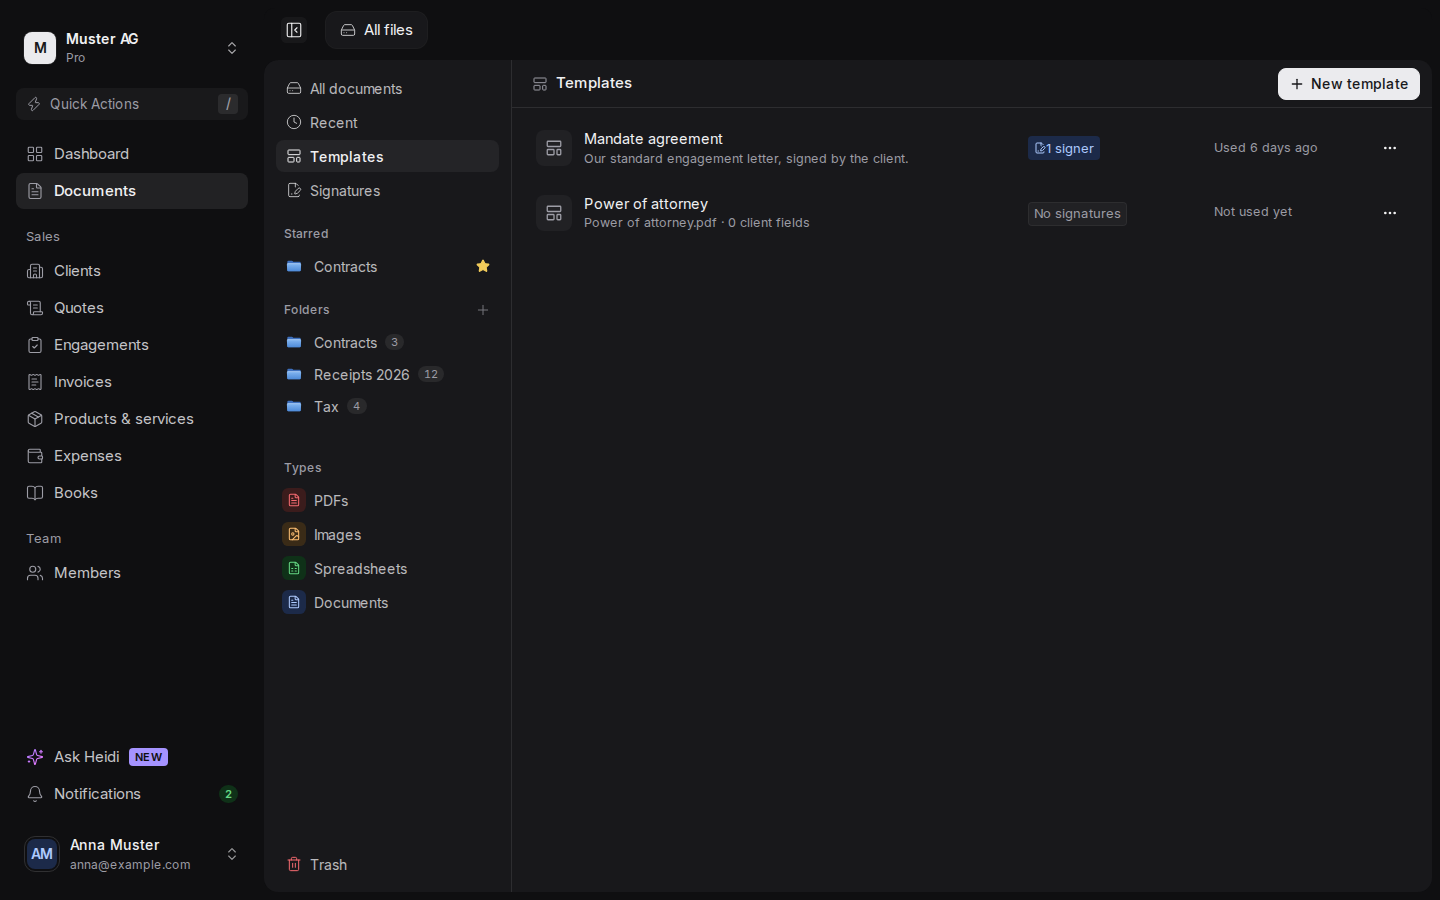 M
Muster AG
Pro
Quick Actions
/
Dashboard
Documents
Sales
Clients
Quotes
Engagements
Invoices
Products & services
Expenses
Books
Team
Members
Ask Heidi
NEW
Notifications
2
AM
Anna Muster
anna@example.com
All files
All documents
Recent
Templates
Signatures
Starred
Contracts
Folders
Contracts 3
Receipts 2026 12
Tax 4
Types
PDFs
Images
Spreadsheets
Documents
Trash
Templates
New template
Mandate agreement
Our standard engagement letter, signed by the client.
1 signer
Used 6 days ago
Power of attorney
Power of attorney.pdf · 0 client fields
No signatures
Not used yet